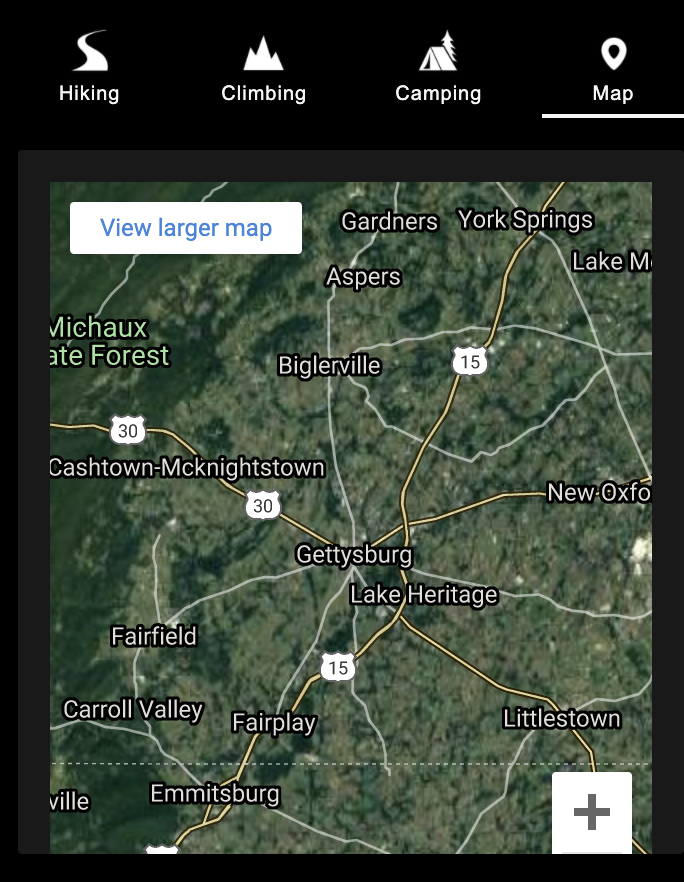 Hiking
Climbing
Camping
Map
View larger map
Gardners
York Springs
Lake M
Aspers
Michaux
ate Forest
Biglerville
15
30
Cashtown-Mcknightstown
30
New Oxfo
Gettysburg
Lake Heritage
Fairfield
15
Carroll Valley
Fairplay
Littlestown
Emmitsburg
ville
+